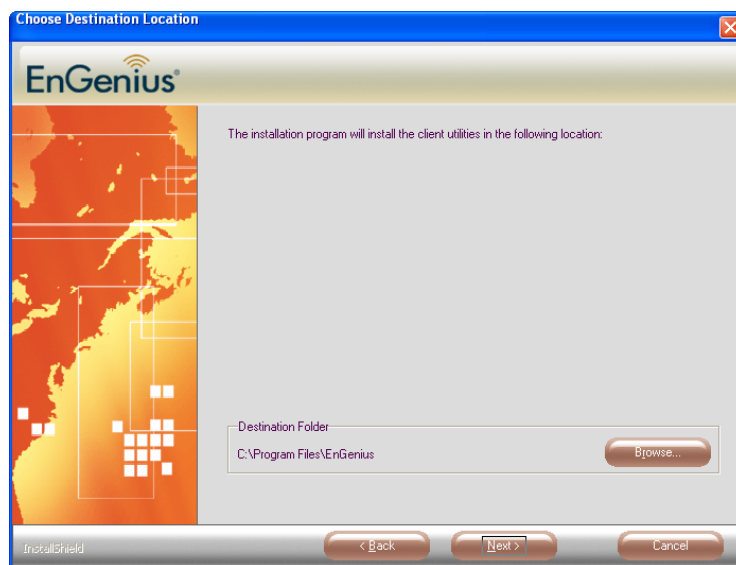 Choose Destination Location
EnGenius®
The installation program will install the client utilities in the following location:
Destination Folder
C:\Program Files\EnGenius
Browse...
InstallShield
< Back
Next >
Cancel